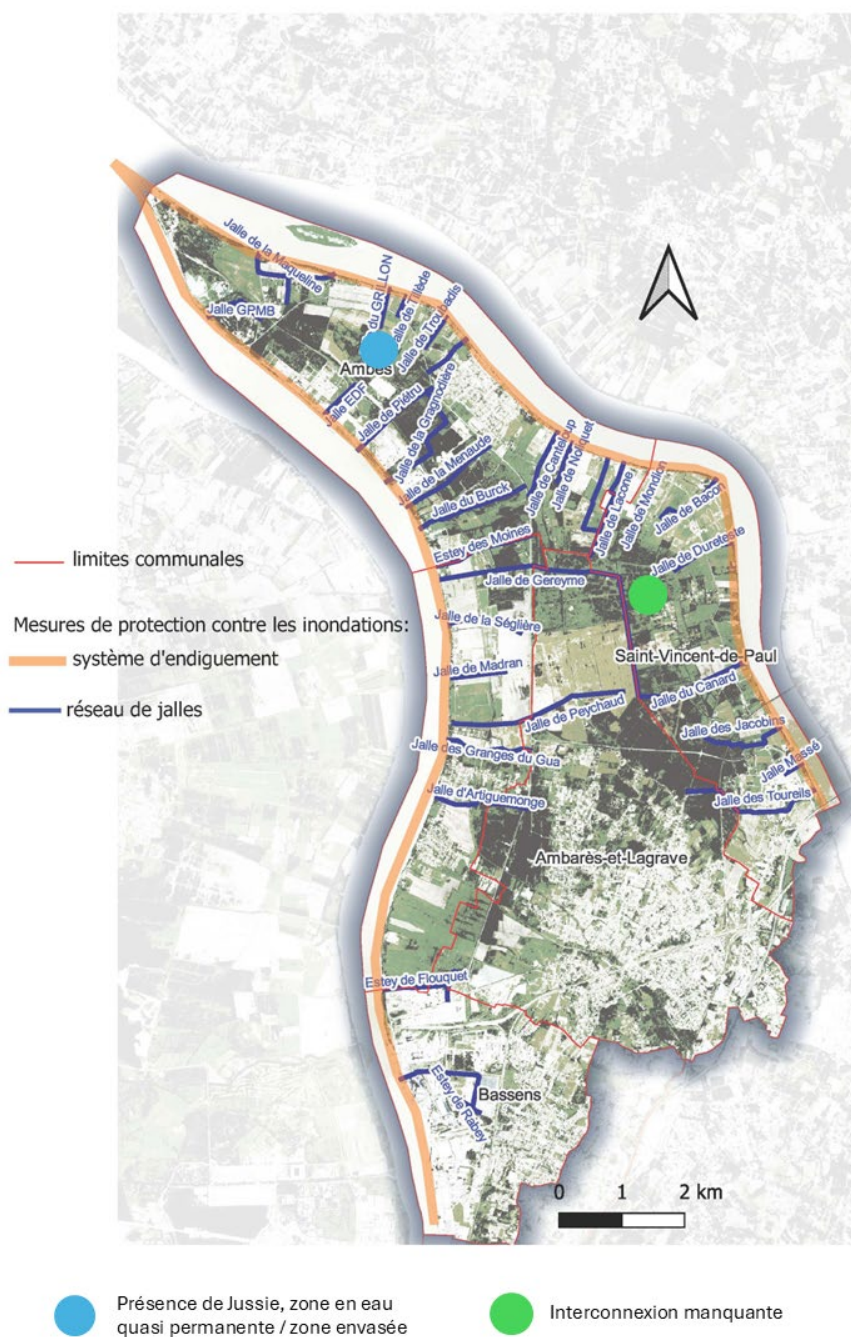 Jalle de la Maqueline
Jalle GPMB
du GRILLON
Jalle de Tillède
Jalle de Troubadis
Ambès
Jalle EDF
Jalle de Piétru
Jalle de la Gragnodière
Jalle de la Menaude
Jalle du Burck
Jalle de Canteloup
Jalle de Nouquet
Jalle de Lacone
Jalle de Mondion
Jalle de Bacon
Jalle de Dureteste
Estey des Moines
Jalle de Gereyme
limites communales
Mesures de protection contre les inondations:
système d'endiguement
réseau de jalles
Jalle de la Séglière
Saint-Vincent-de-Paul
Jalle de Madran
Jalle du Canard
Jalle de Peychaud
Jalle des Jacobins
Jalle des Granges du Gua
Jalle Massé
Jalle d'Artiguemonge
Jalle des Toureils
Ambarès-et-Lagrave
Estey de Flouquet
Estey de Rabey
Bassens
0 1 2 km
Présence de Jussie, zone en eau
quasi permanente / zone envasée
Interconnexion manquante